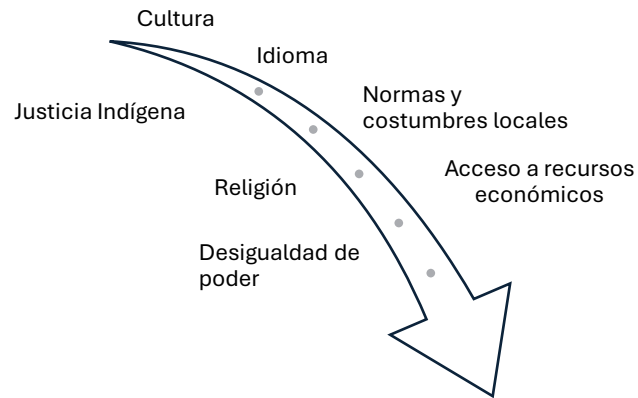 Cultura
Idioma
Justicia Indígena
Normas y
costumbres locales
Acceso a recursos
económicos
Religión
Desigualdad de
poder